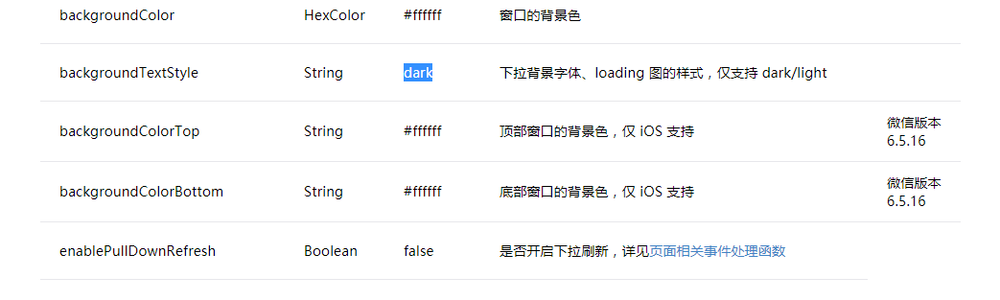 backgroundColor HexColor #ffffff 窗口的背景色
backgroundTextStyle String dark 下拉背景字体、loading 图的样式，仅支持 dark/light
backgroundColorTop String #ffffff 顶部窗口的背景色，仅 iOS 支持 微信版本
6.5.16
backgroundColorBottom String #ffffff 底部窗口的背景色，仅 iOS 支持 微信版本
6.5.16
enablePullDownRefresh Boolean false 是否开启下拉刷新，详见页面相关事件处理函数